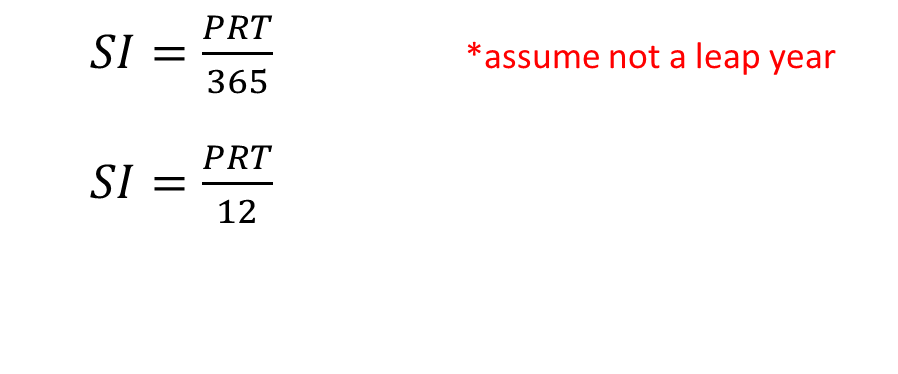 SI = PRT/365 *assume not a leap year
SI = PRT/12